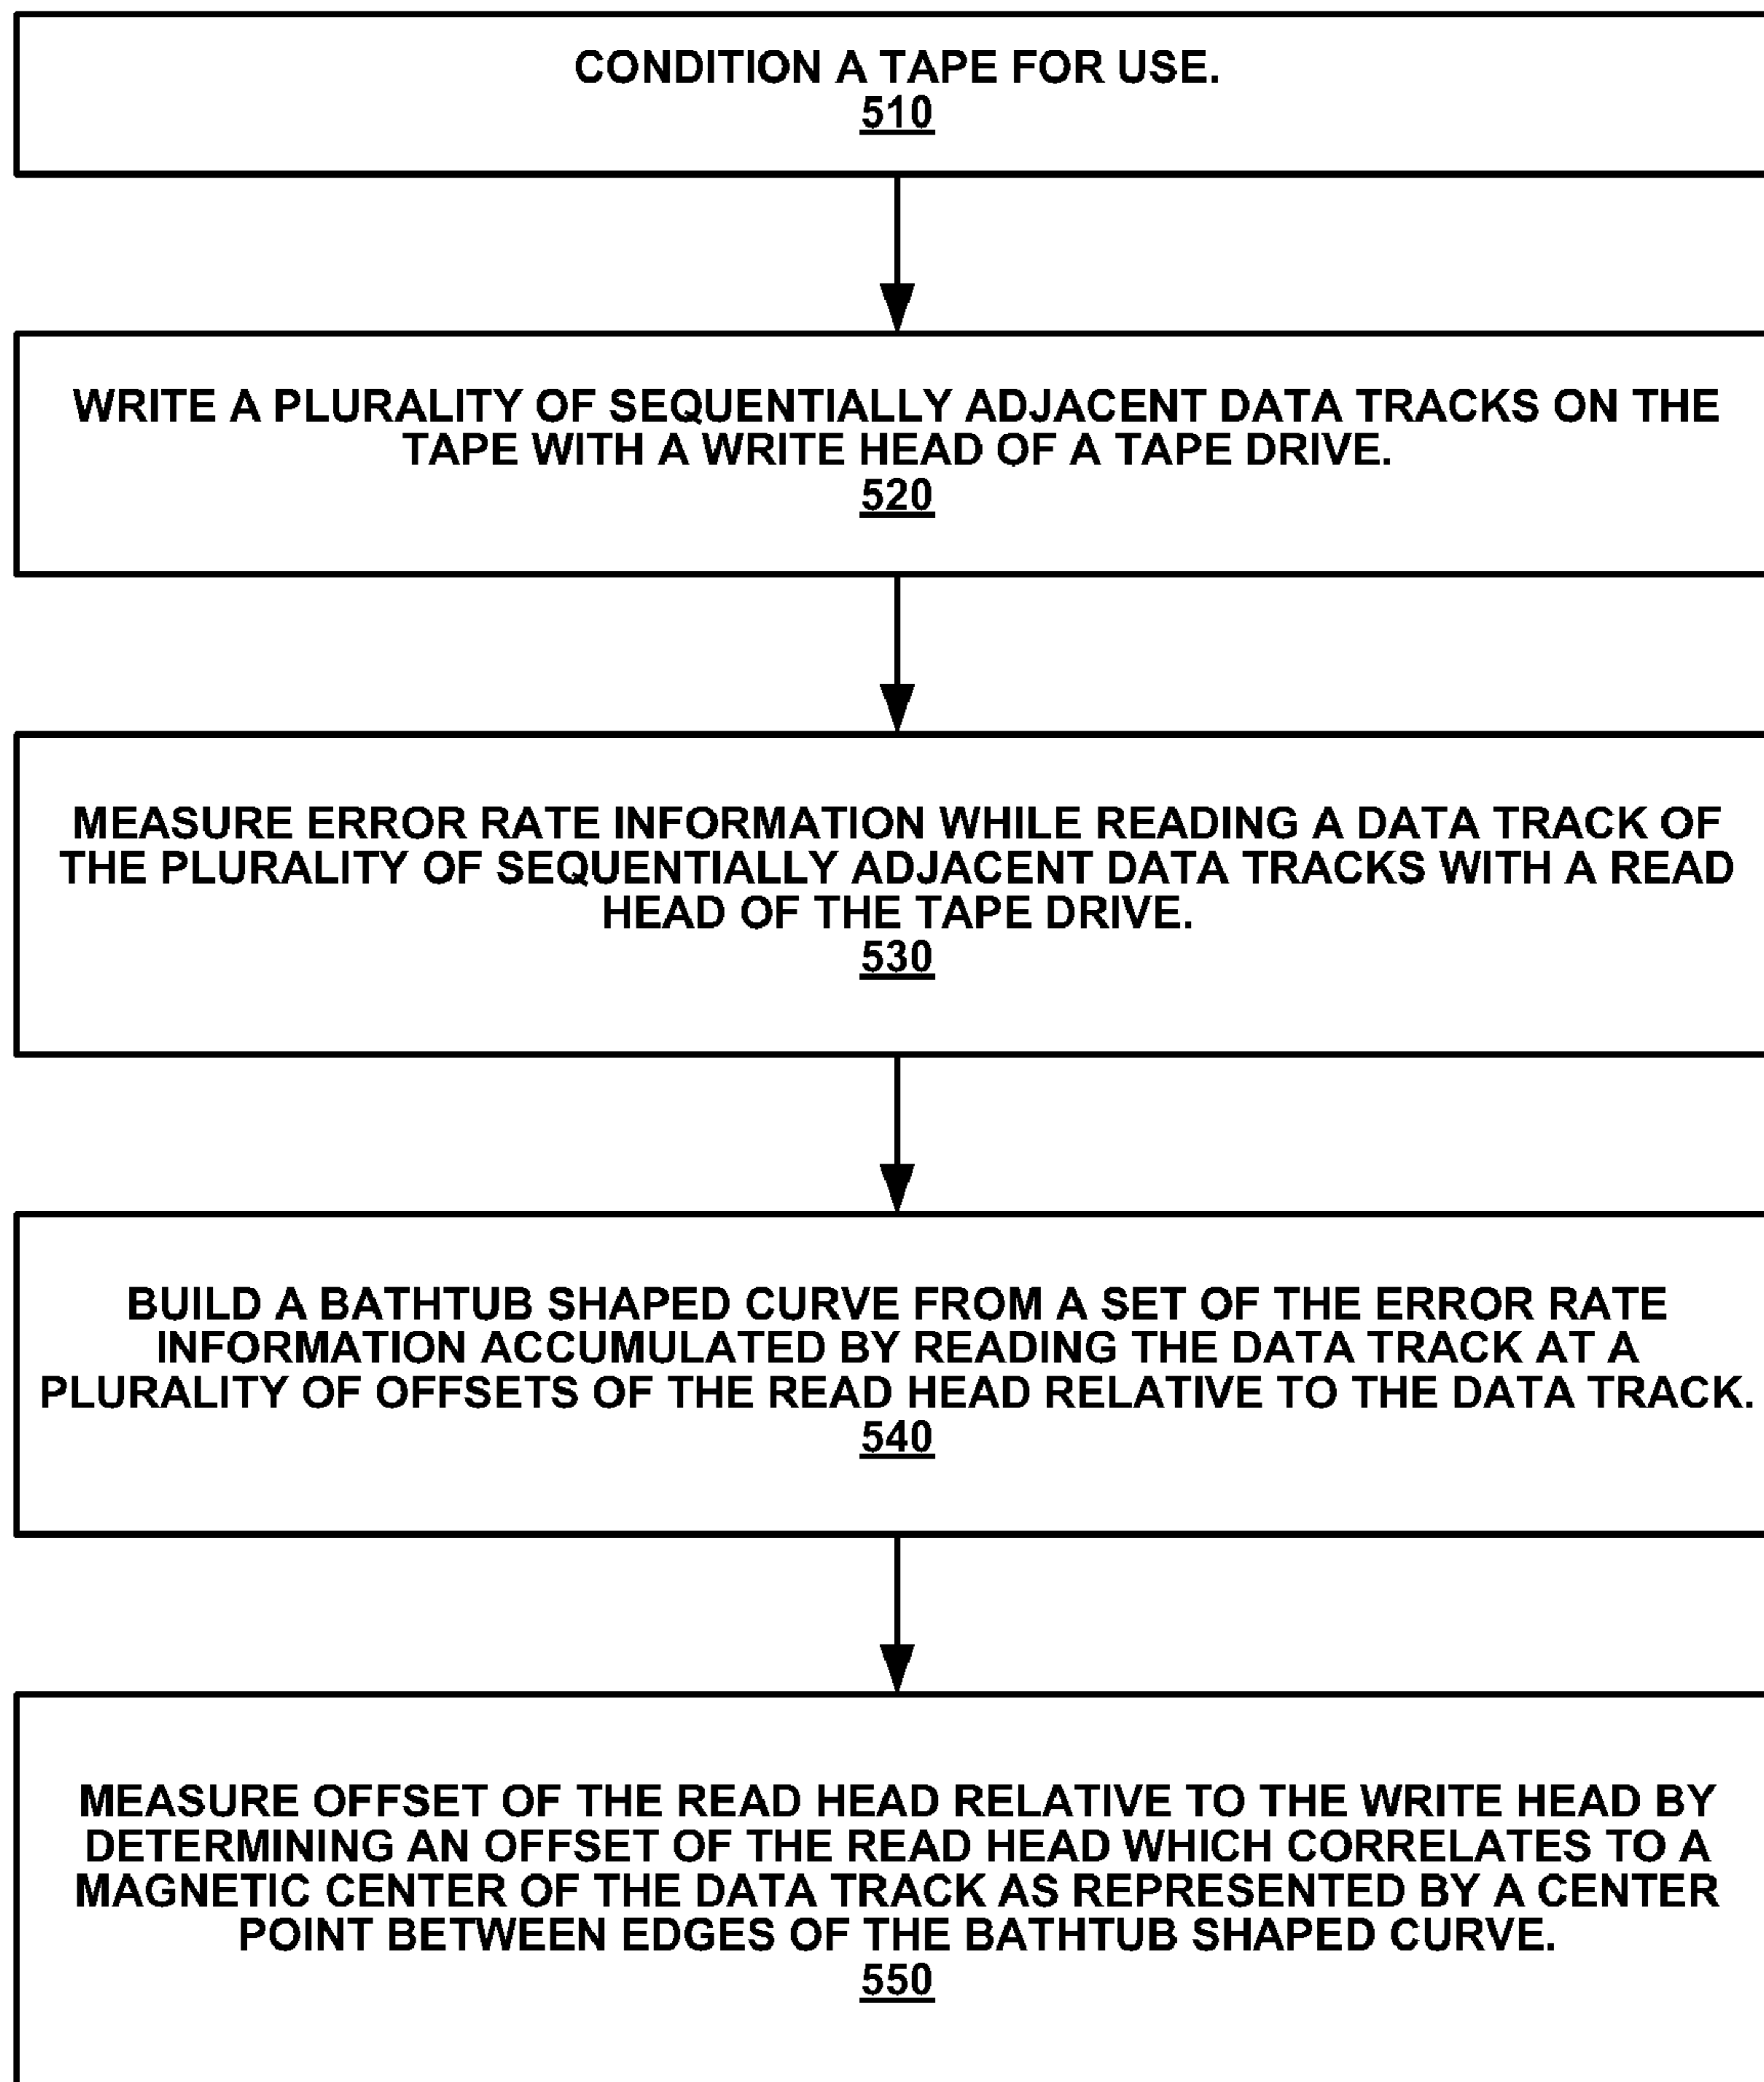 CONDITION A TAPE FOR USE.
510
WRITE A PLURALITY OF SEQUENTIALLY ADJACENT DATA TRACKS ON THE
TAPE WITH A WRITE HEAD OF A TAPE DRIVE.
520
MEASURE ERROR RATE INFORMATION WHILE READING A DATA TRACK OF
THE PLURALITY OF SEQUENTIALLY ADJACENT DATA TRACKS WITH A READ
HEAD OF THE TAPE DRIVE.
530
BUILD A BATHTUB SHAPED CURVE FROM A SET OF THE ERROR RATE
INFORMATION ACCUMULATED BY READING THE DATA TRACK AT A
PLURALITY OF OFFSETS OF THE READ HEAD RELATIVE TO THE DATA TRACK.
540
MEASURE OFFSET OF THE READ HEAD RELATIVE TO THE WRITE HEAD BY
DETERMINING AN OFFSET OF THE READ HEAD WHICH CORRELATES TO A
MAGNETIC CENTER OF THE DATA TRACK AS REPRESENTED BY A CENTER
POINT BETWEEN EDGES OF THE BATHTUB SHAPED CURVE.
550